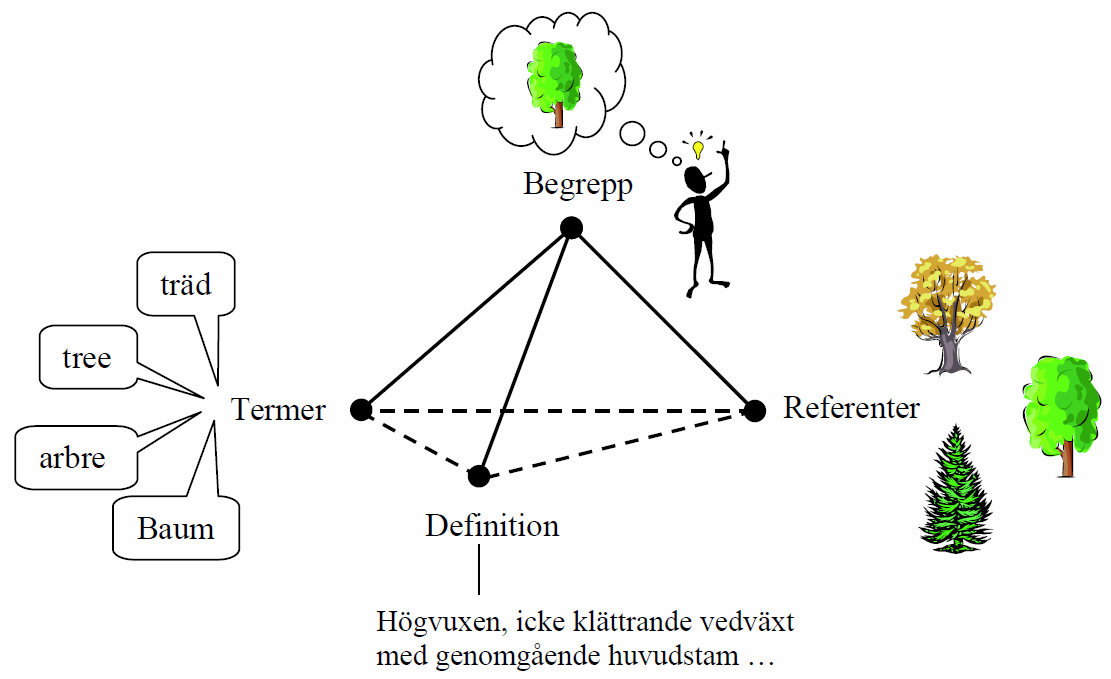 Begrepp
träd
tree
arbre
Baum
Termer
Referenter
Definition
Högvuxen, icke klättrande vedväxt
med genomgående huvudstam …